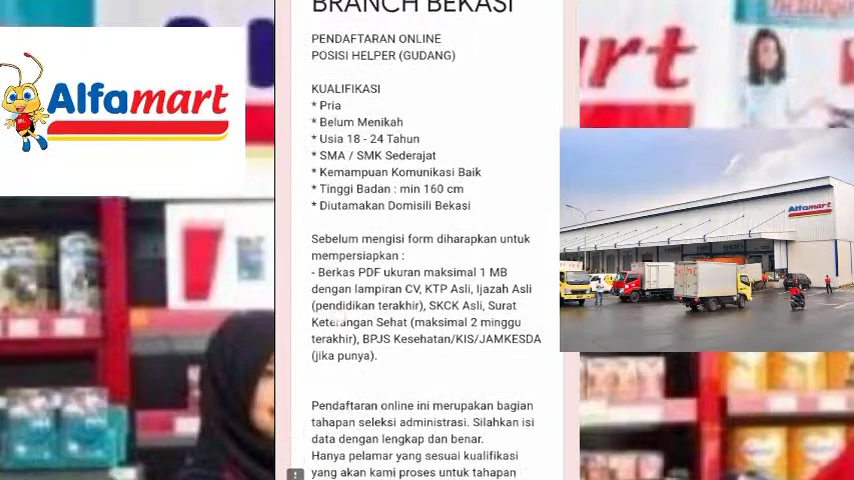 BRANCH BEKASI
PENDAFTARAN ONLINE
POSISI HELPER (GUDANG)
KUALIFIKASI
* Pria
* Belum Menikah
* Usia 18 - 24 Tahun
* SMA / SMK Sederajat
* Kemampuan Komunikasi Baik
* Tinggi Badan : min 160 cm
* Diutamakan Domisili Bekasi
Sebelum mengisi form diharapkan untuk
mempersiapkan :
- Berkas PDF ukuran maksimal 1 MB
dengan lampiran CV, KTP Asli, Ijazah Asli
(pendidikan terakhir), SKCK Asli, Surat
Keterangan Sehat (maksimal 2 minggu
terakhir), BPJS Kesehatan/KIS/JAMKESDA
(jika punya).
Pendaftaran online ini merupakan bagian
tahapan seleksi administrasi. Silahkan isi
data dengan lengkap dan benar.
Hanya pelamar yang sesuai kualifikasi
yang akan kami proses untuk tahapan
Alfamart
Alfamart
art